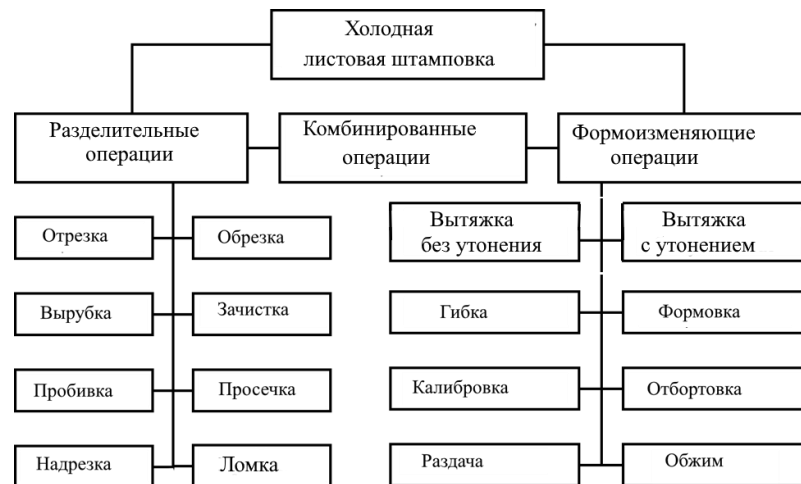 Холодная
листовая штамповка
Разделительные
операции
Комбинированные
операции
Формоизменяющие
операции
Отрезка
Обрезка
Вытяжка
без утонения
Вытяжка
с утонением
Вырубка
Зачистка
Гибка
Формовка
Пробивка
Просечка
Калибровка
Отбортовка
Надрезка
Ломка
Раздача
Обжим